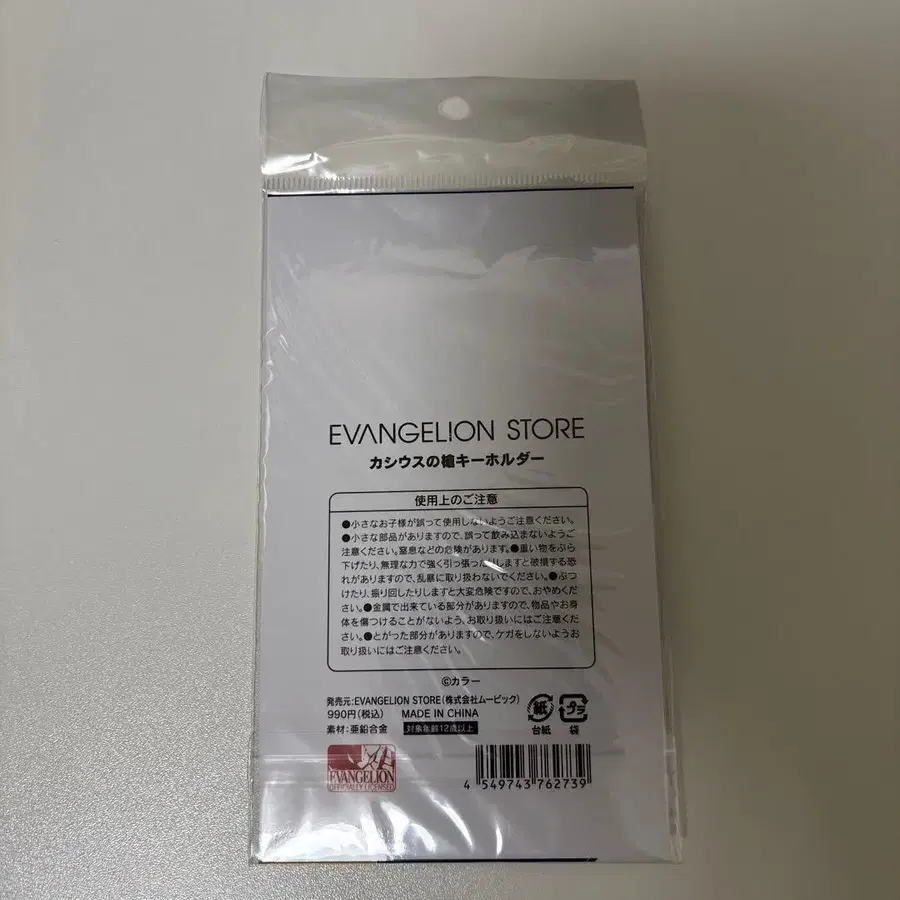 EVANGELION STORE
カシウスの槍キーホルダー
使用上のご注意
●小さなお子様が誤って使用しないようご注意ください。
●小さな部品がありますので、誤って飲み込まないようご
注意ください。窒息などの危険があります。●重い物をぶら
下げたり、無理な力で強く引っ張ったりしますと破損する恐
れがありますので、乱暴に取り扱わないでください。●ぶつ
けたり、振り回したりしますと大変危険ですので、おやめくだ
さい。●金属で出来ている部分がありますので、物品やお身
体を傷つけることがないよう、お取り扱いにはご注意くだ
さい。●とがった部分がありますので、ケガをしないようお
取り扱いにはご注意ください。
©カラー
発売元:EVANGELION STORE(株式会社ムービック)
990円(税込) MADE IN CHINA
素材:亜鉛合金 対象年齢12歳以上
紙 プラ
台紙 袋
EVANGELION
OFFICIALLY LICENSED
4 549743 762739